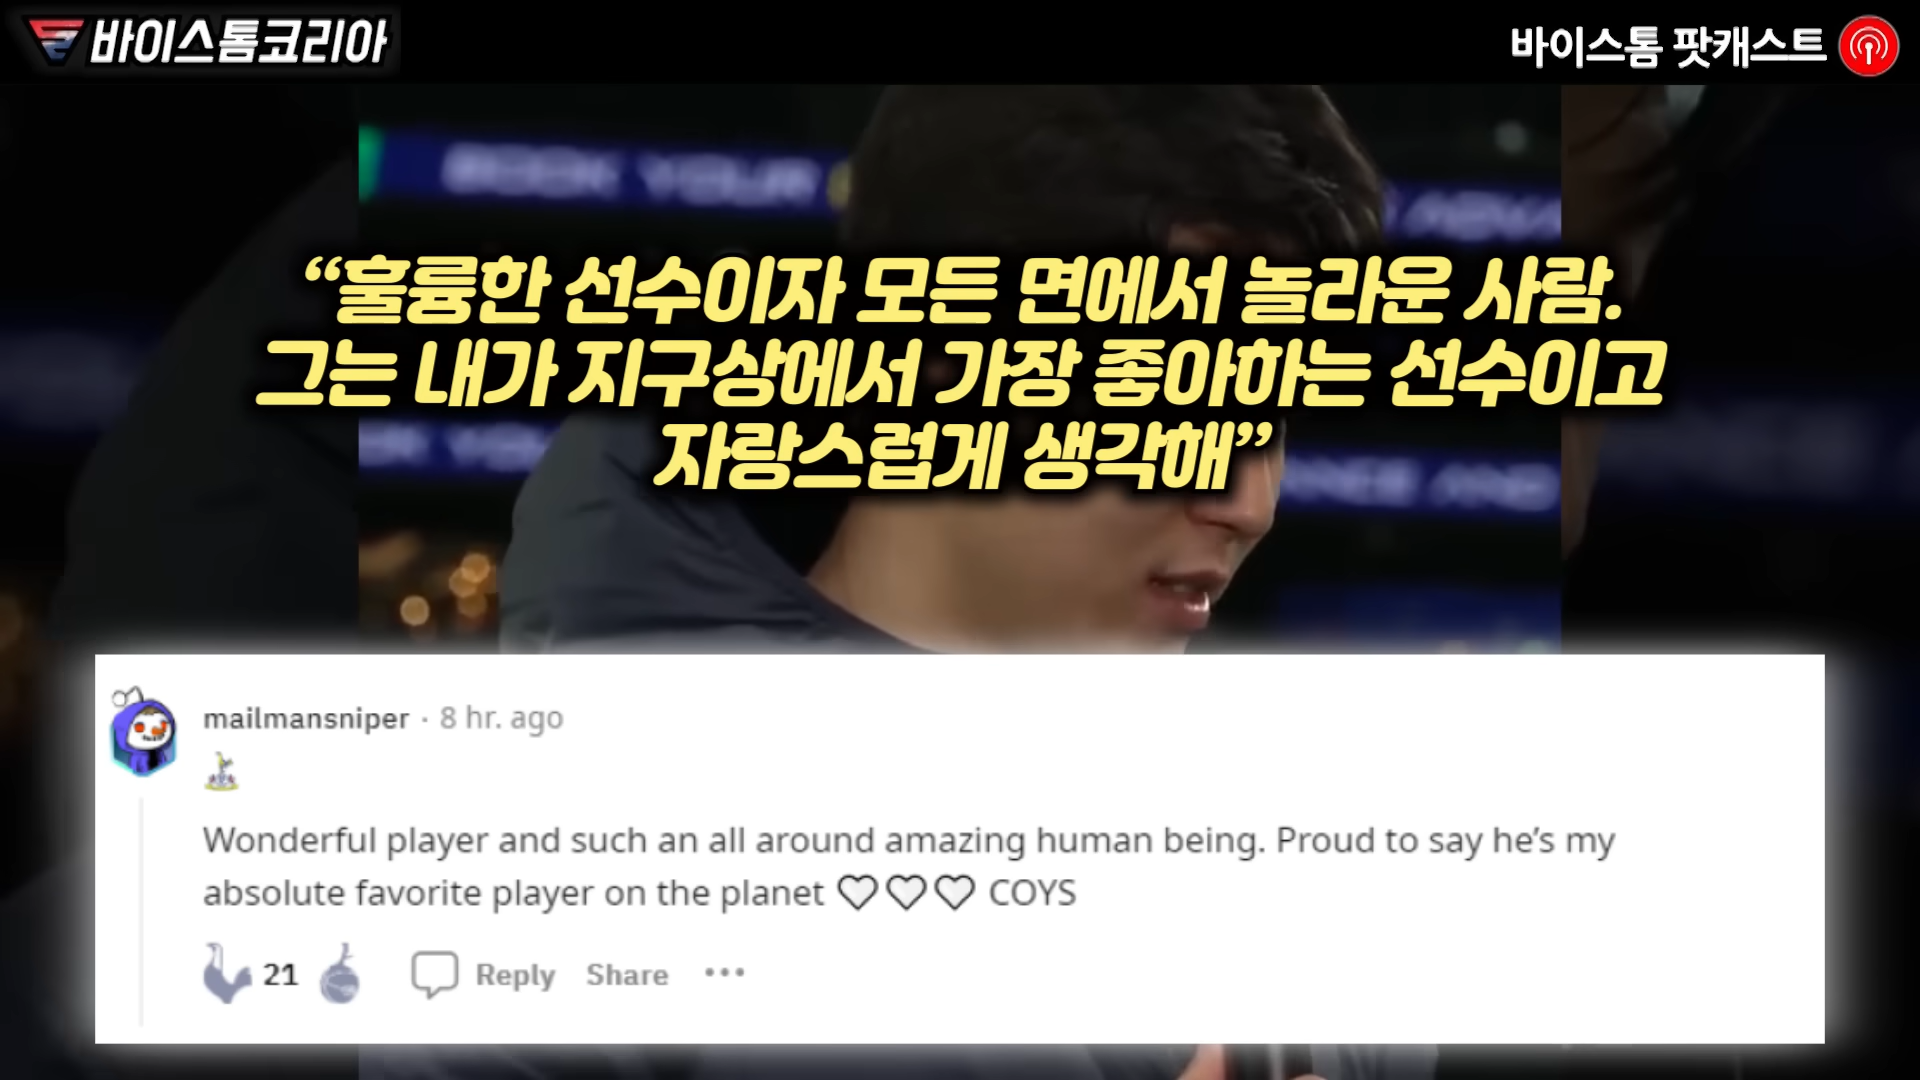 바이스톰코리아
바이스톰 팟캐스트
BOOK YOUR
“훌륭한 선수이자 모든 면에서 놀라운 사람.
그는 내가 지구상에서 가장 좋아하는 선수이고
자랑스럽게 생각해”
mailmansniper · 8 hr. ago
Wonderful player and such an all around amazing human being. Proud to say he’s my
absolute favorite player on the planet 🤍🤍🤍 COYS
21 Reply Share ···